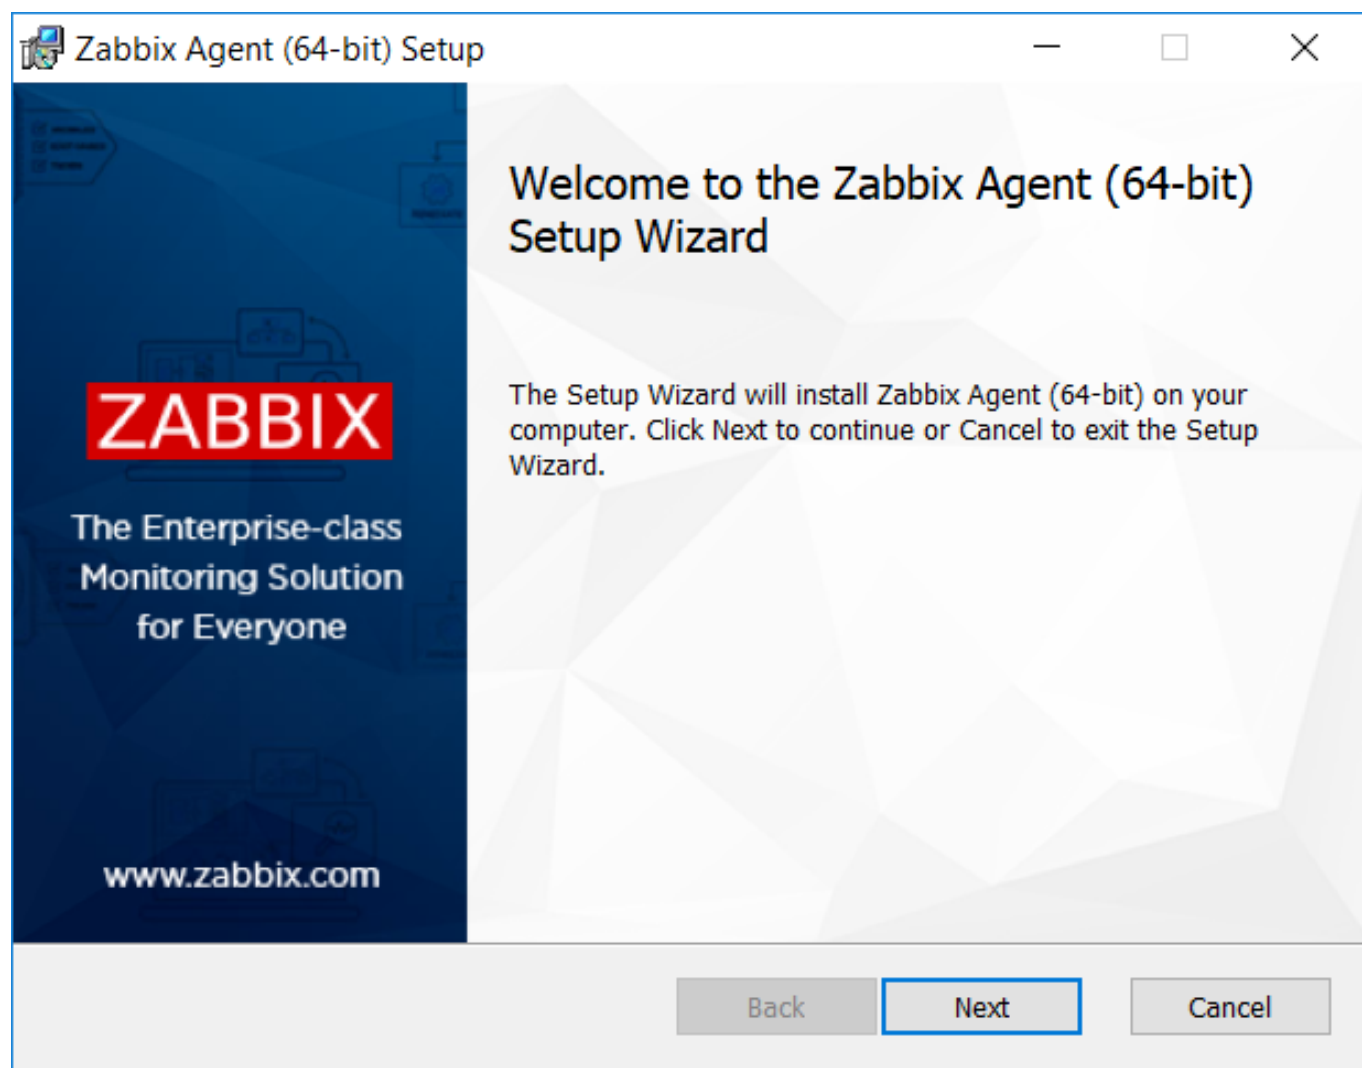 Zabbix Agent (64-bit) Setup
Welcome to the Zabbix Agent (64-bit)
Setup Wizard
The Setup Wizard will install Zabbix Agent (64-bit) on your
computer. Click Next to continue or Cancel to exit the Setup
Wizard.
ZABBIX
The Enterprise-class
Monitoring Solution
for Everyone
www.zabbix.com
Back
Next
Cancel